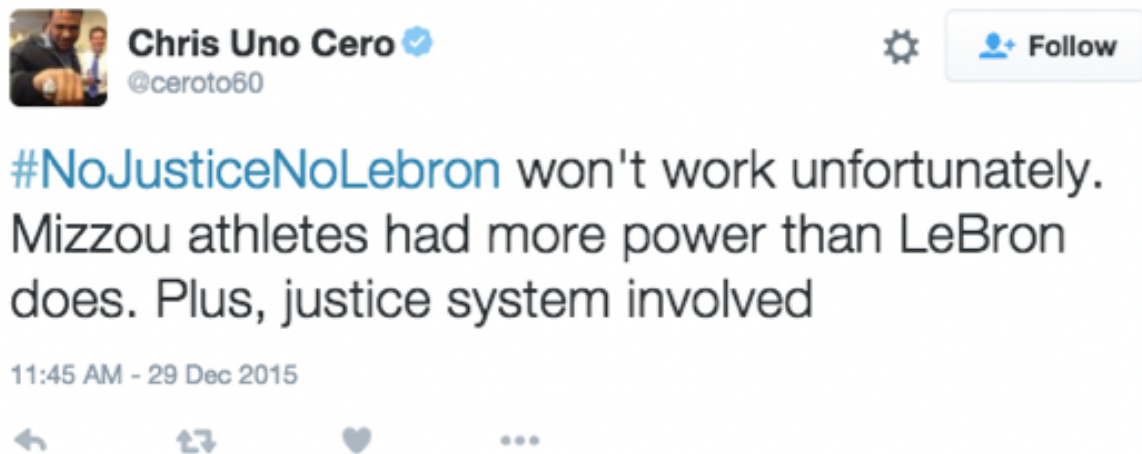 Chris Uno Cero
@ceroto60
Follow
#NoJusticeNoLebron won't work unfortunately.
Mizzou athletes had more power than LeBron
does. Plus, justice system involved
11:45 AM - 29 Dec 2015